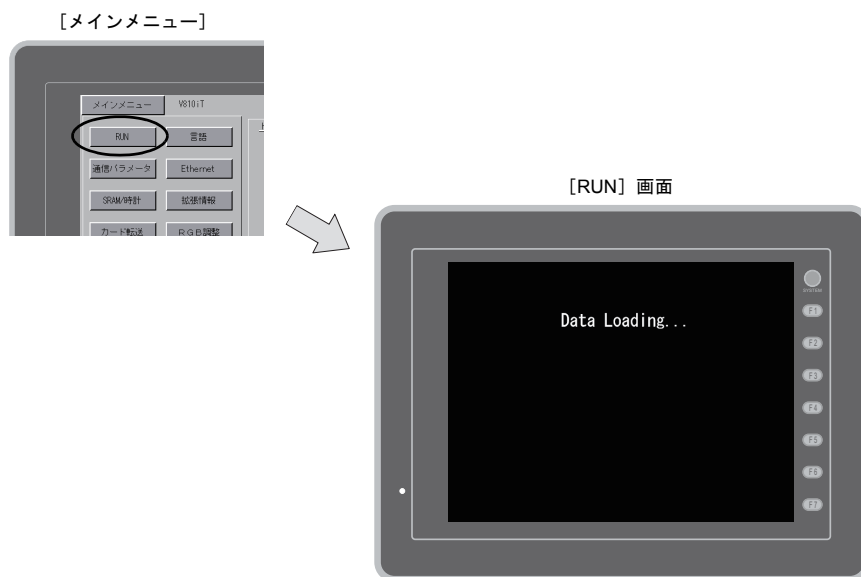 [メインメニュー]
メインメニュー V810iT
RUN 言語
通信パラメータ Ethernet
SRAM/時計 拡張情報
カード転送 RGB調整
[RUN] 画面
SYSTEM
F1
Data Loading...
F2
F3
F4
F5
F6
F7